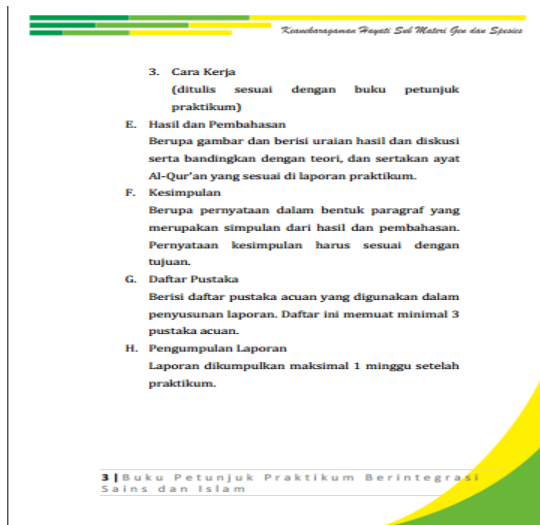 Keanekaragaman Hayati Sub Materi Gen dan Spesies
3. Cara Kerja
(ditulis sesuai dengan buku petunjuk
praktikum)
E. Hasil dan Pembahasan
Berupa gambar dan berisi uraian hasil dan diskusi
serta bandingkan dengan teori, dan sertakan ayat
Al-Qur'an yang sesuai di laporan praktikum.
F. Kesimpulan
Berupa pernyataan dalam bentuk paragraf yang
merupakan simpulan dari hasil dan pembahasan.
Pernyataan kesimpulan harus sesuai dengan
tujuan.
G. Daftar Pustaka
Berisi daftar pustaka acuan yang digunakan dalam
penyusunan laporan. Daftar ini memuat minimal 3
pustaka acuan.
H. Pengumpulan Laporan
Laporan dikumpulkan maksimal 1 minggu setelah
praktikum.
3|Buku Petunjuk Praktikum Berintegrasi
Sains dan Islam